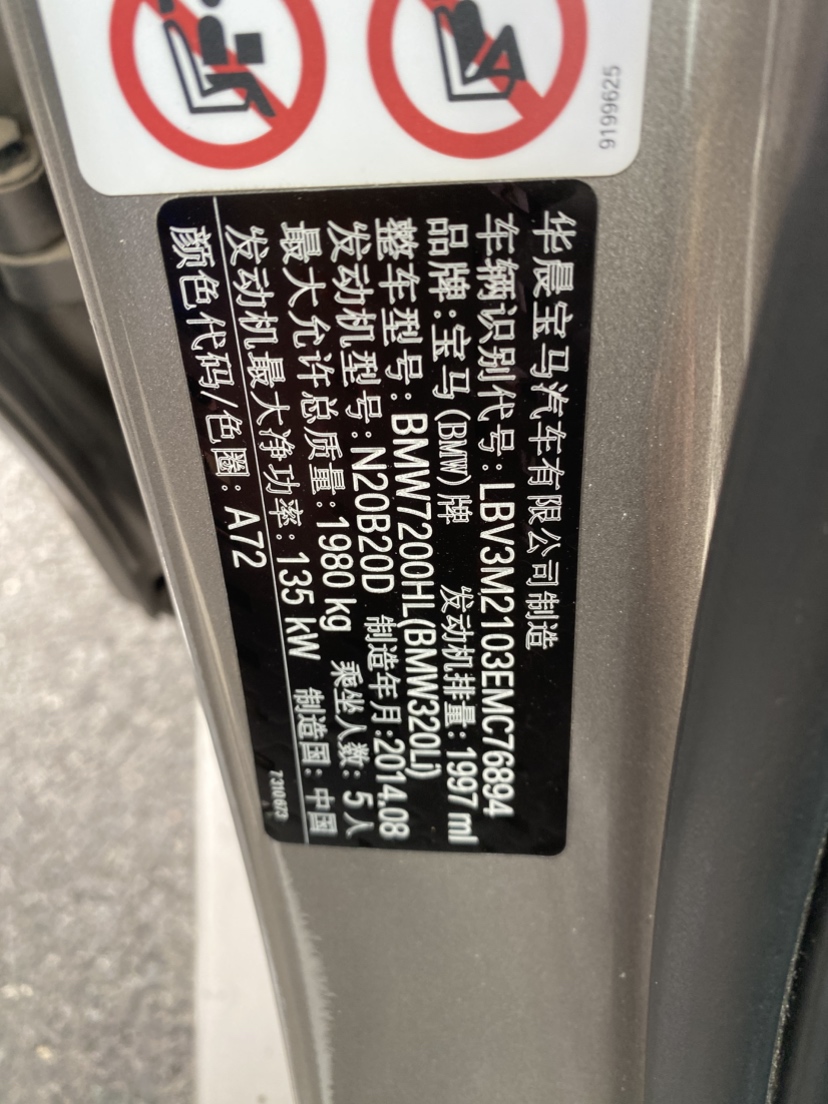 9199625
华晨宝马汽车有限公司制造
车辆识别代号:LBV3M2103EMC76894
品牌:宝马(BMW)牌 发动机排量:1997 ml
整车型号:BMW7200HL(BMW320Li)
发动机型号:N20B20D 制造年月:2014.08
最大允许总质量:1980 kg 乘坐人数:5人
发动机最大净功率:135 kW 制造国:中国
颜色代码/色圈:A72
7310673